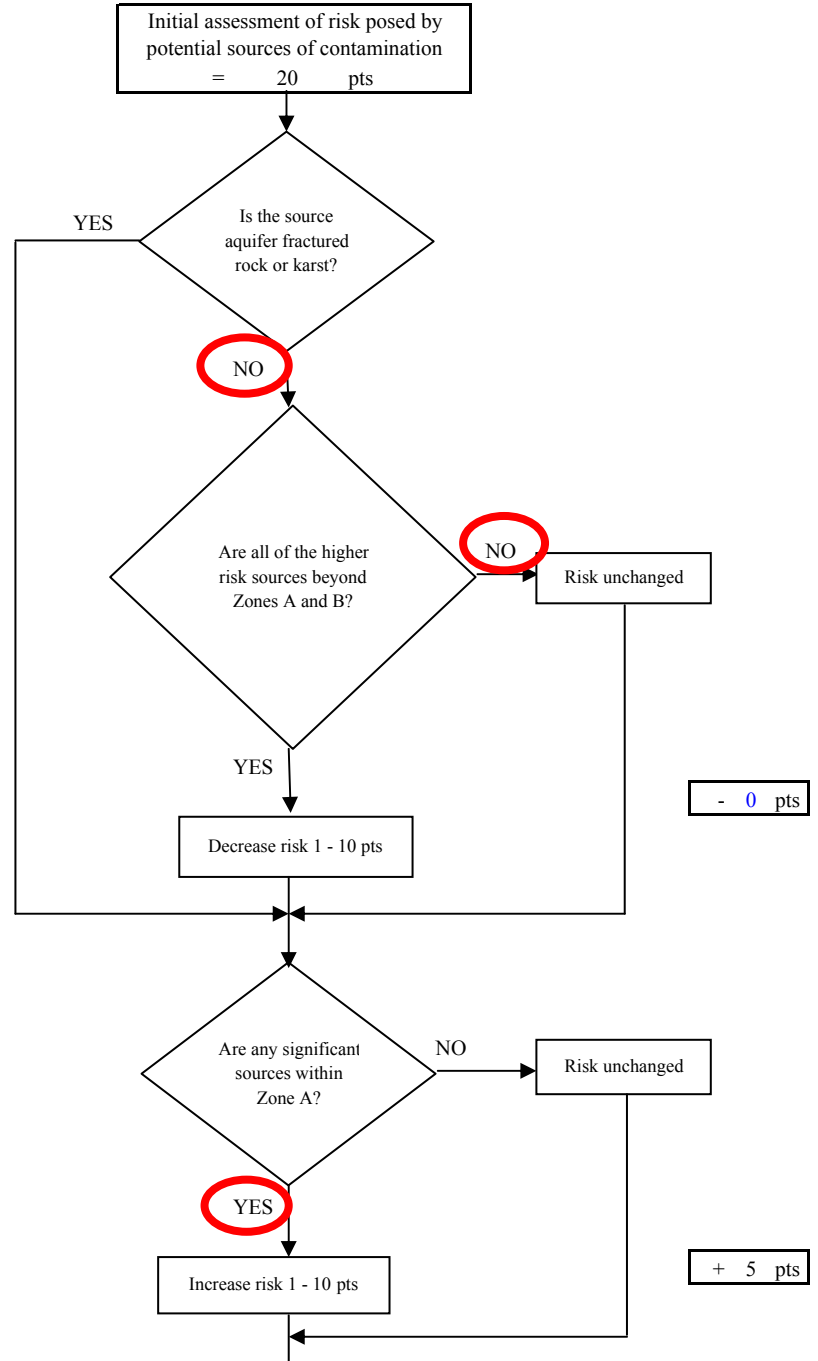 Initial assessment of risk posed by
potential sources of contamination
= 20 pts
YES
Is the source
aquifer fractured
rock or karst?
NO
Are all of the higher
risk sources beyond
Zones A and B?
NO
Risk unchanged
YES
- 0 pts
Decrease risk 1 - 10 pts
Are any significant
sources within
Zone A?
NO
Risk unchanged
YES
+ 5 pts
Increase risk 1 - 10 pts